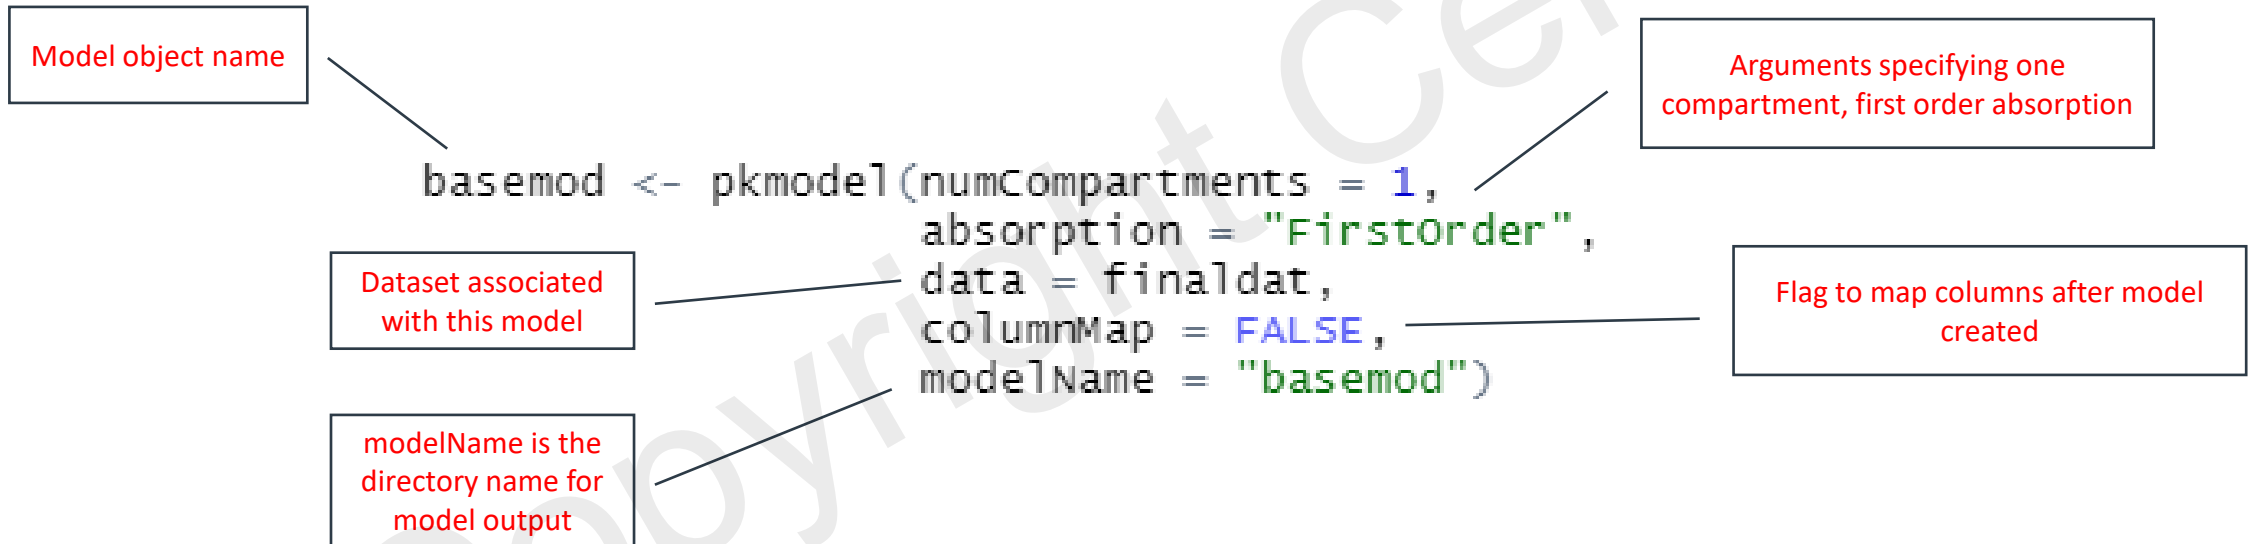 Model object name
Arguments specifying one
compartment, first order absorption
basemod <- pkmodel(numCompartments = 1,
absorption = "FirstOrder",
data = finaldat,
columnMap = FALSE,
modelName = "basemod")
Dataset associated
with this model
Flag to map columns after model
created
modelName is the
directory name for
model output